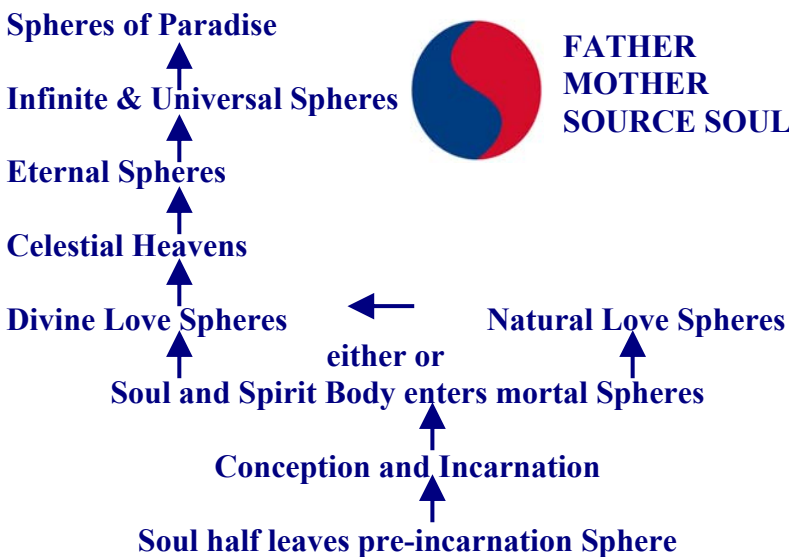 Spheres of Paradise
FATHER
MOTHER
SOURCE SOUL
Infinite & Universal Spheres
Eternal Spheres
Celestial Heavens
Divine Love Spheres
Natural Love Spheres
either or
Soul and Spirit Body enters mortal Spheres
Conception and Incarnation
Soul half leaves pre-incarnation Sphere